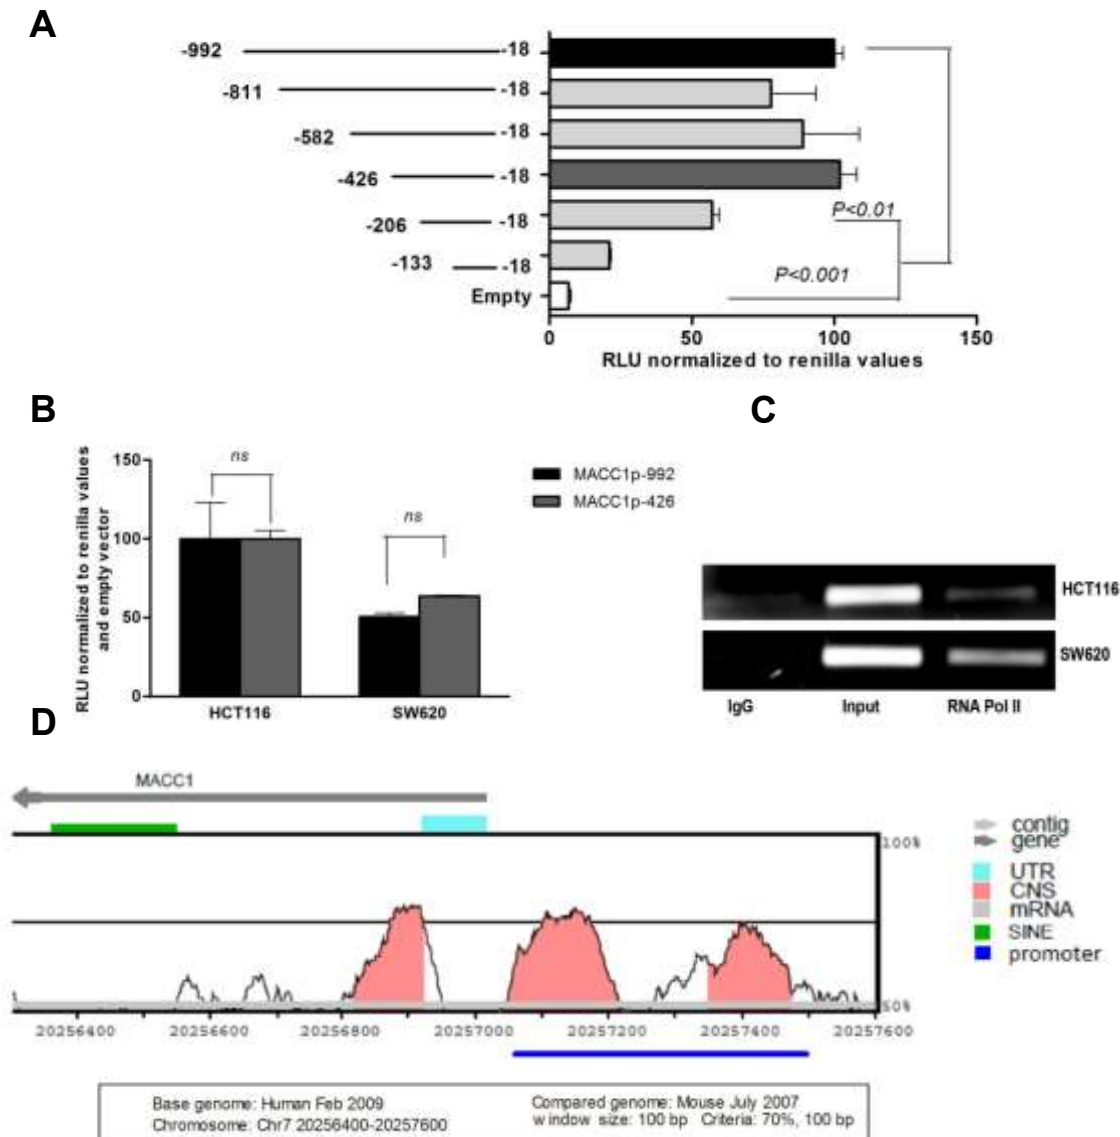 A
-992 -18
-811 -18
-582 -18
-426 -18
-206 -18
-133 -18
Empty
P<0.01
P<0.001
0 50 100 150
RLU normalized to renilla values
B
RLU normalized to renilla values
and empty vector
150
100
50
0
ns
ns
HCT116 SW620
MACC1p-992
MACC1p-426
C
HCT116
SW620
IgG Input RNA Pol II
D
MACC1
100%
50%
20256400 20256600 20256800 20257000 20257200 20257400 20257600
contig
gene
UTR
CNS
mRNA
SINE
promoter
Base genome: Human Feb 2009
Chromosome: Chr7 20256400-20257600
Compared genome: Mouse July 2007
window size: 100 bp Criteria: 70%, 100 bp